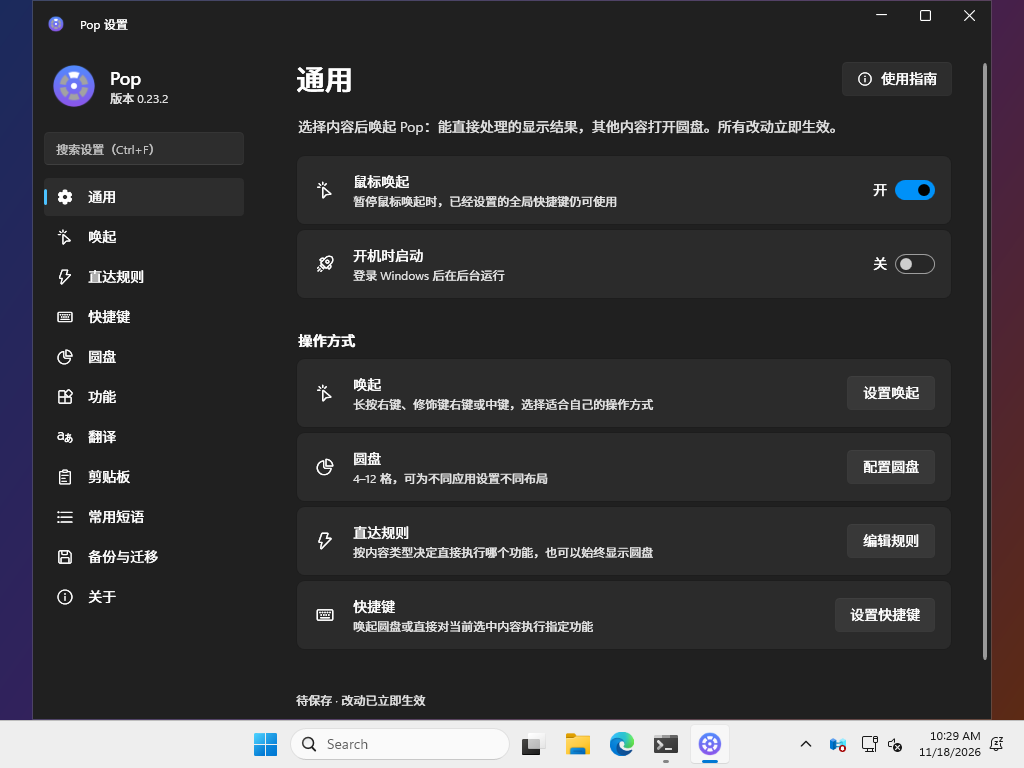 Pop 设置
Pop
版本 0.23.2
搜索设置（Ctrl+F）
通用
唤起
直达规则
快捷键
圆盘
功能
翻译
剪贴板
常用短语
备份与迁移
关于
通用
使用指南
选择内容后唤起 Pop：能直接处理的显示结果，其他内容打开圆盘。所有改动立即生效。
鼠标唤起
暂停鼠标唤起时，已经设置的全局快捷键仍可使用
开
开机时启动
登录 Windows 后在后台运行
关
操作方式
唤起
长按右键、修饰键右键或中键，选择适合自己的操作方式
设置唤起
圆盘
4–12 格，可为不同应用设置不同布局
配置圆盘
直达规则
按内容类型决定直接执行哪个功能，也可以始终显示圆盘
编辑规则
快捷键
唤起圆盘或直接对当前选中内容执行指定功能
设置快捷键
待保存 · 改动已立即生效
Search
10:29 AM
11/18/2026